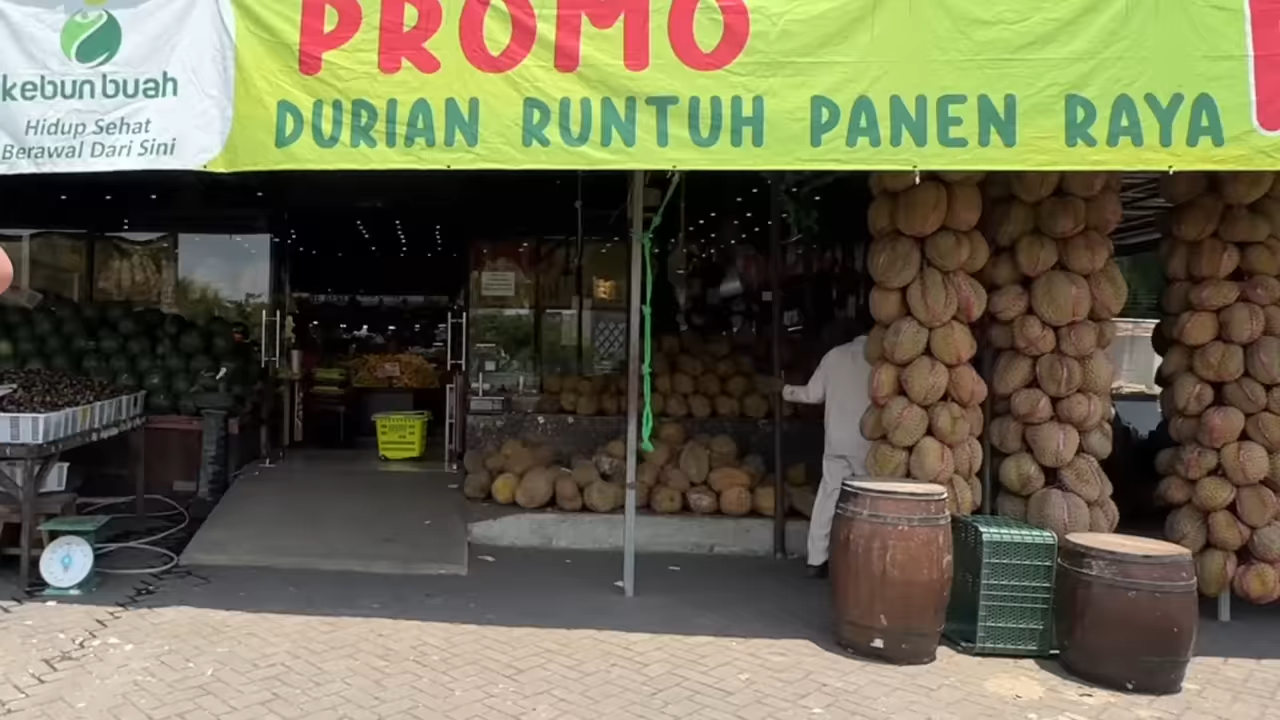 kebun buah
Hidup Sehat
Berawal Dari Sini
PROMO
DURIAN RUNTUH PANEN RAYA